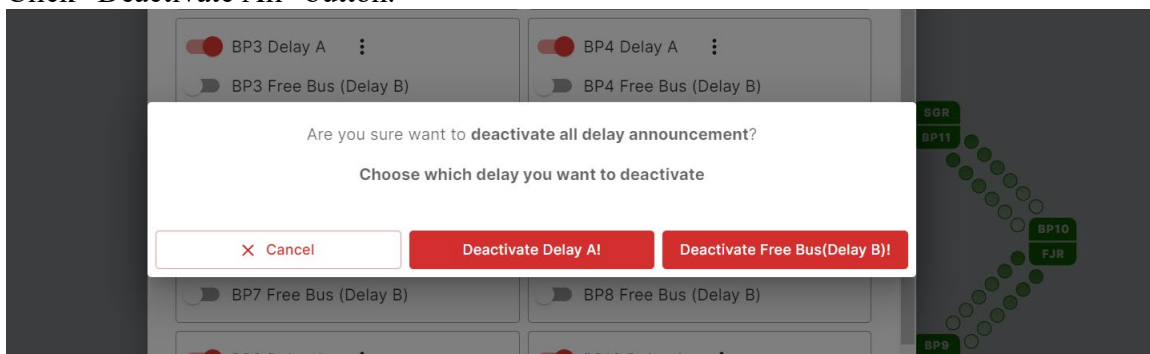 Click "Deactivate All" button.
BP3 Delay A
BP4 Delay A
BP3 Free Bus (Delay B)
BP4 Free Bus (Delay B)
SGR
BP11
Are you sure want to deactivate all delay announcement?
Choose which delay you want to deactivate
BP10
FJR
Cancel
Deactivate Delay A!
Deactivate Free Bus(Delay B)!
BP7 Free Bus (Delay B)
BP8 Free Bus (Delay B)
BP9